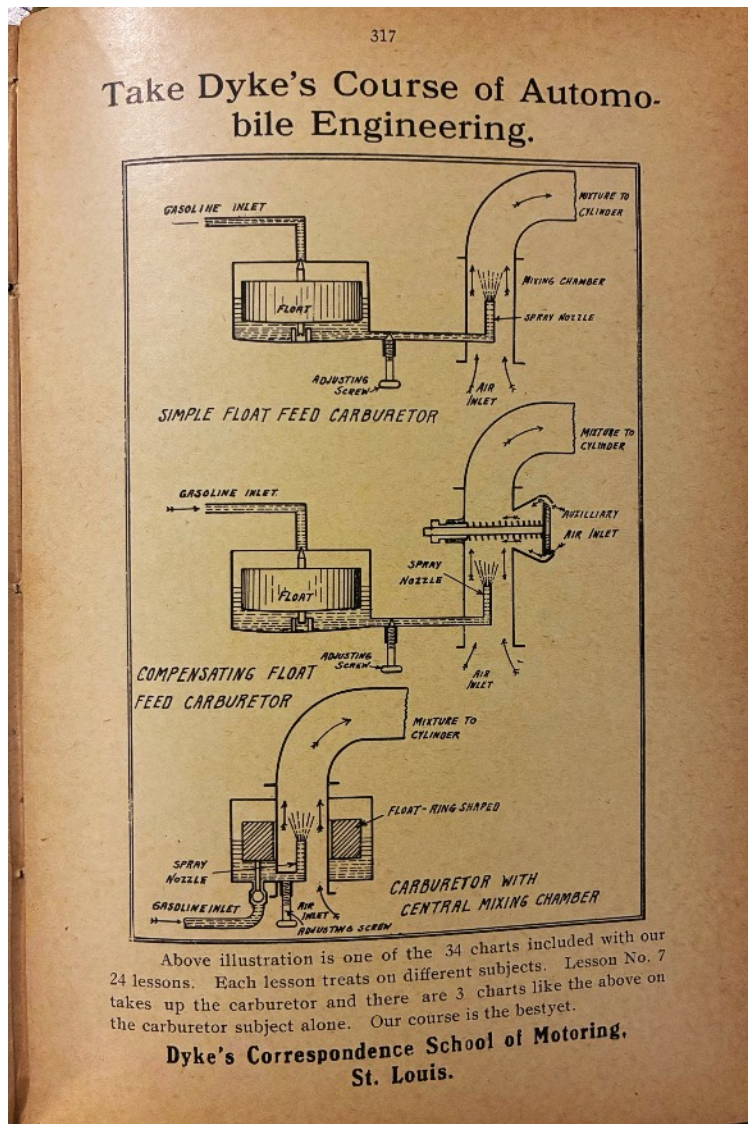 317
Take Dyke's Course of Automo-
bile Engineering.
GASOLINE INLET
MIXTURE TO
CYLINDER
FLOAT
MIXING CHAMBER
SPRAY NOZZLE
ADJUSTING
SCREW
AIR
INLET
SIMPLE FLOAT FEED CARBURETOR
MIXTURE TO
CYLINDER
GASOLINE INLET.
AUXILLIARY
AIR INLET
SPRAY
NOZZLE
FLOAT
ADJUSTING
SCREW
AIR
INLET
COMPENSATING FLOAT
FEED CARBURETOR
MIXTURE TO
CYLINDER
FLOAT-RING SHAPED
SPRAY
NOZZLE
GASOLINE INLET
AIR
INLET
ADJUSTING SCREW
CARBURETOR WITH
CENTRAL MIXING CHAMBER
Above illustration is one of the 34 charts included with our
24 lessons. Each lesson treats on different subjects. Lesson No. 7
takes up the carburetor and there are 3 charts like the above on
the carburetor subject alone. Our course is the bestyet.
Dyke's Correspondence School of Motoring,
St. Louis.